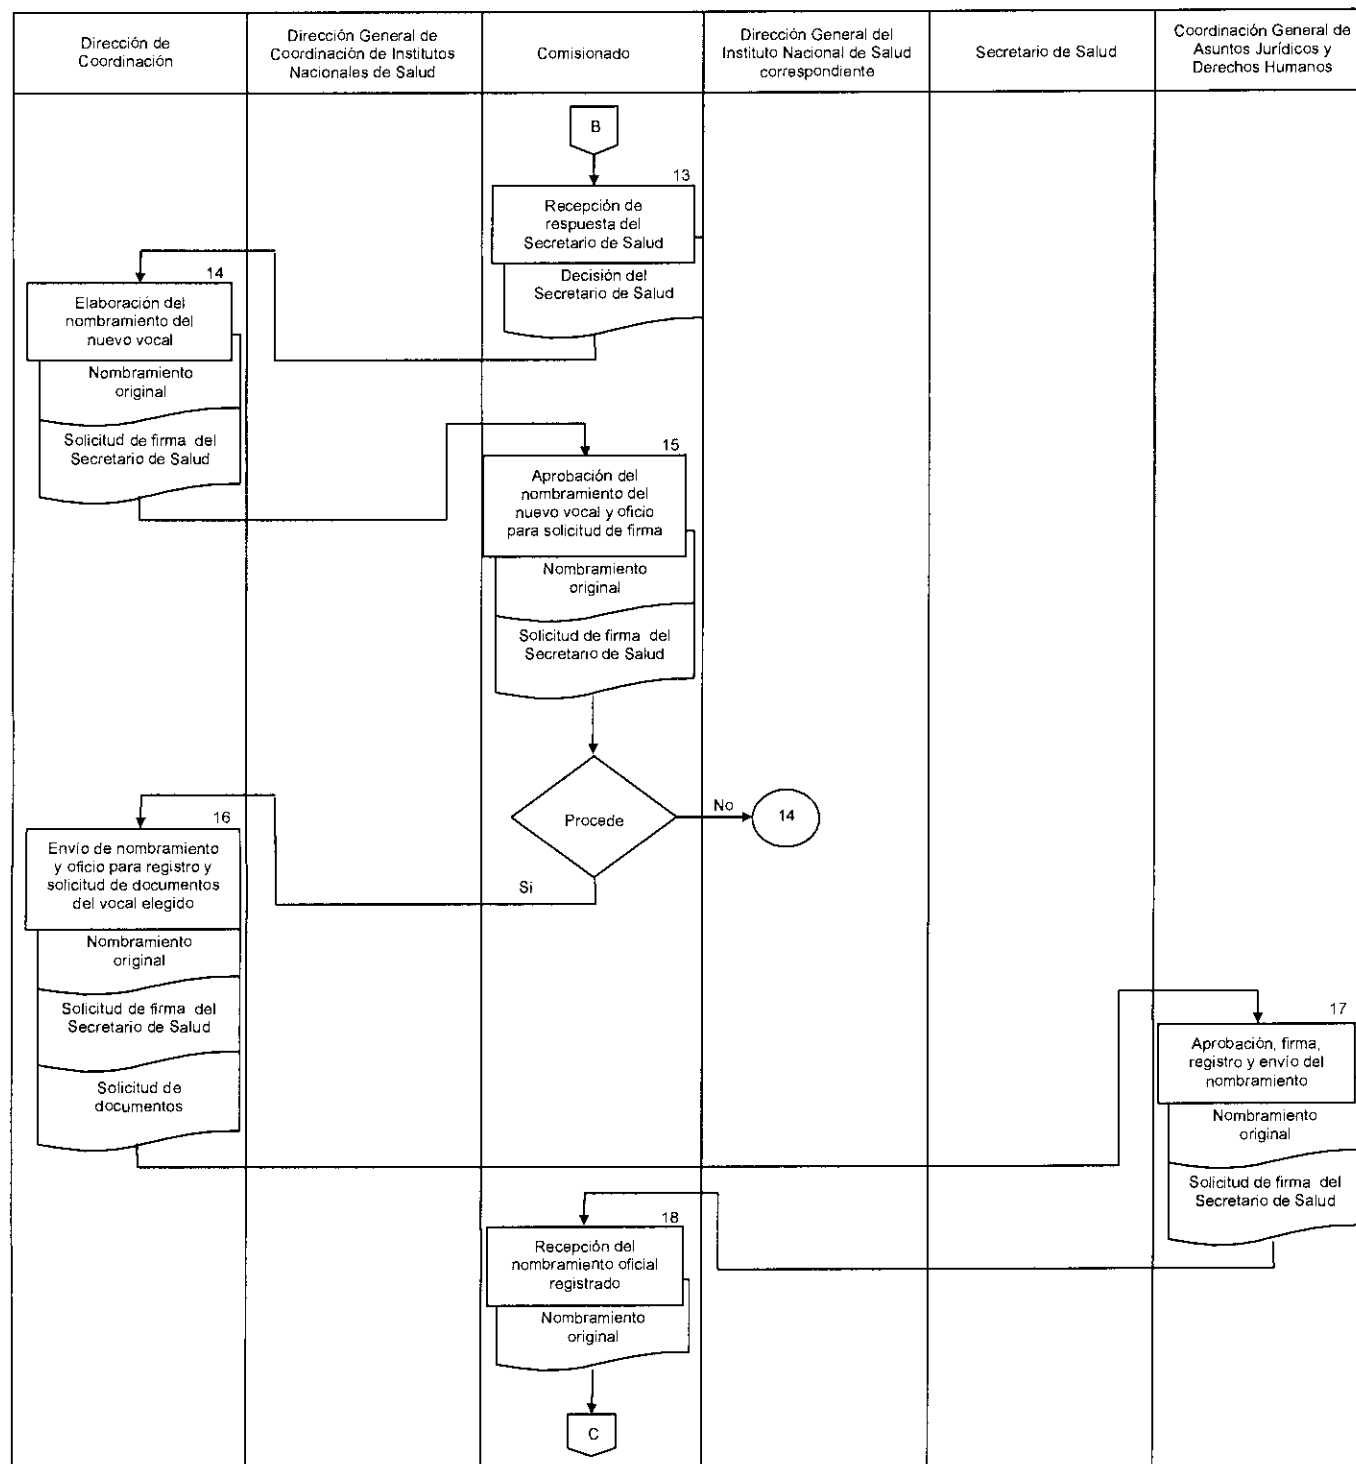 Dirección de
Coordinación
Dirección General de
Coordinación de Institutos
Nacionales de Salud
Comisionado
Dirección General del
Instituto Nacional de Salud
correspondiente
Secretario de Salud
Coordinación General de
Asuntos Jurídicos y
Derechos Humanos
B
13
Recepción de
respuesta del
Secretario de Salud
Decisión del
Secretario de Salud
14
Elaboración del
nombramiento del
nuevo vocal
Nombramiento
original
Solicitud de firma del
Secretario de Salud
15
Aprobación del
nombramiento del
nuevo vocal y oficio
para solicitud de firma
Nombramiento
original
Solicitud de firma del
Secretario de Salud
Procede
No
14
Si
16
Envío de nombramiento
y oficio para registro y
solicitud de documentos
del vocal elegido
Nombramiento
original
Solicitud de firma del
Secretario de Salud
Solicitud de
documentos
17
Aprobación, firma,
registro y envío del
nombramiento
Nombramiento
original
Solicitud de firma del
Secretario de Salud
18
Recepción del
nombramiento oficial
registrado
Nombramiento
original
C